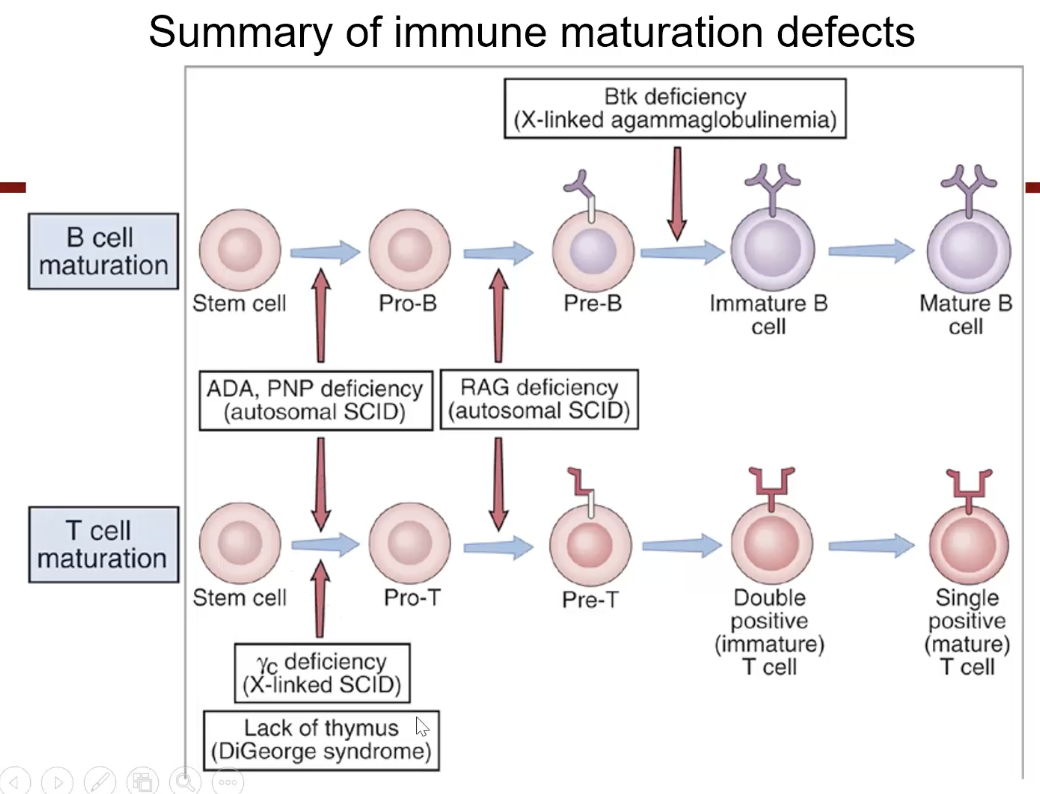 Summary of immune maturation defects
Btk deficiency
(X-linked agammaglobulinemia)
B cell
maturation
Stem cell
Pro-B
Pre-B
Immature B
cell
Mature B
cell
ADA, PNP deficiency
(autosomal SCID)
RAG deficiency
(autosomal SCID)
T cell
maturation
Stem cell
Pro-T
Pre-T
Double
positive
(immature)
T cell
Single
positive
(mature)
T cell
γc deficiency
(X-linked SCID)
Lack of thymus
(DiGeorge syndrome)